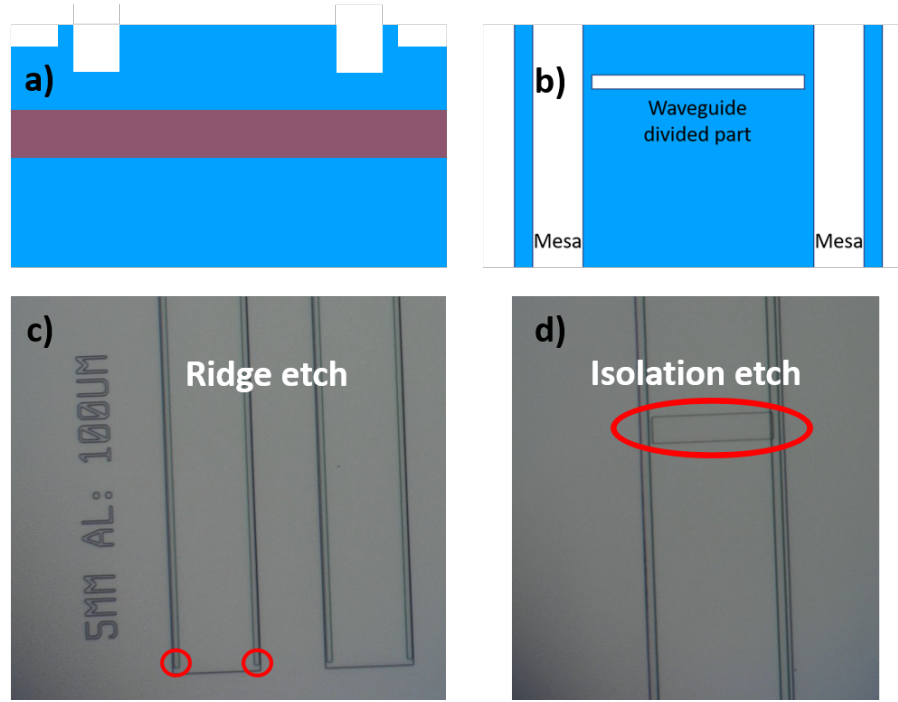 a)
b)
Waveguide
divided part
Mesa
Mesa
c)
Ridge etch
5MM AL: 100UM
d)
Isolation etch